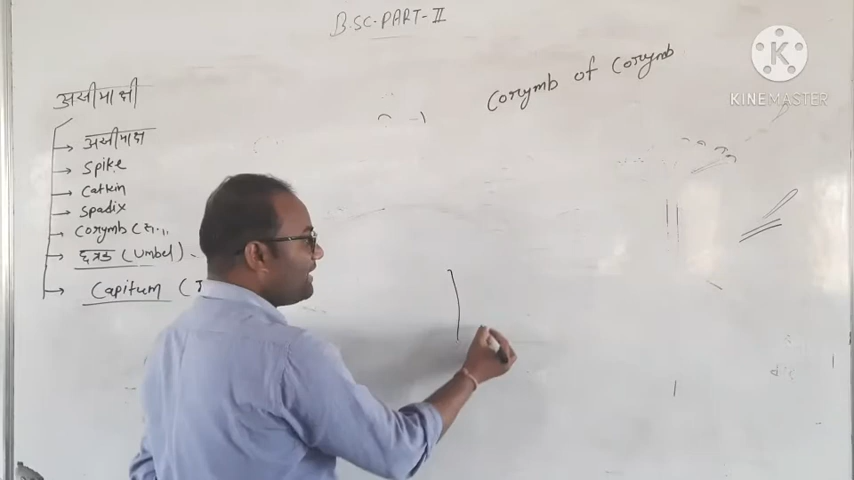 B.SC. PART-II
Corymb of Corymb
KINEMASTER
असीमाक्षी
असीमाक्ष
Spike
Catkin
Spadix
Corymb
छत्रक (Umbel)
Capitum